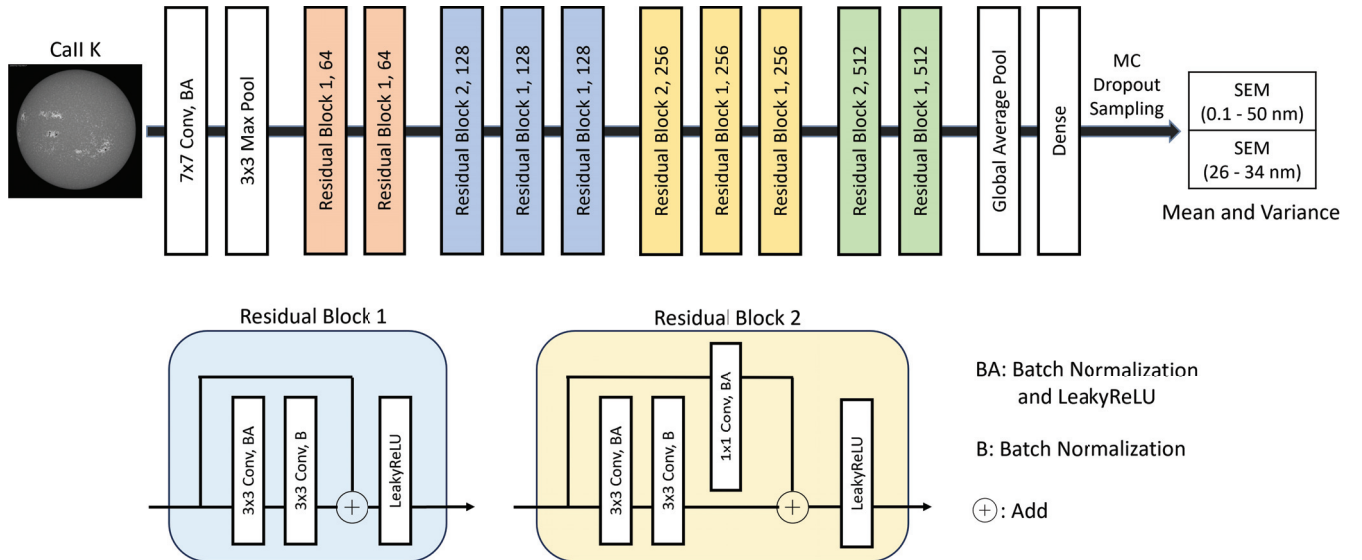 CaII K
7x7 Conv, BA
3x3 Max Pool
Residual Block 1, 64
Residual Block 1, 64
Residual Block 2, 128
Residual Block 1, 128
Residual Block 1, 128
Residual Block 2, 256
Residual Block 1, 256
Residual Block 1, 256
Residual Block 2, 512
Residual Block 1, 512
Global Average Pool
Dense
MC
Dropout
Sampling
SEM
(0.1 - 50 nm)
SEM
(26 - 34 nm)
Mean and Variance
Residual Block 1
3x3 Conv, BA
3x3 Conv, B
+
LeakyReLU
Residual Block 2
3x3 Conv, BA
3x3 Conv, B
1x1 Conv, BA
+
LeakyReLU
BA: Batch Normalization
and LeakyReLU
B: Batch Normalization
+: Add